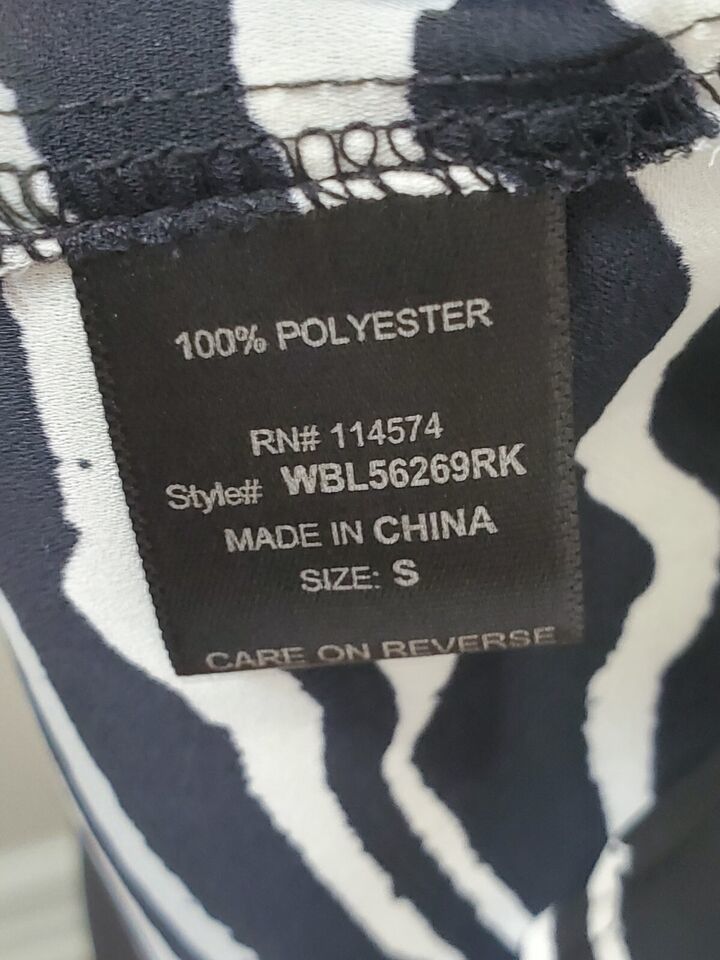 100% POLYESTER
RN# 114574
Style# WBL56269RK
MADE IN CHINA
SIZE: S
CARE ON REVERSE